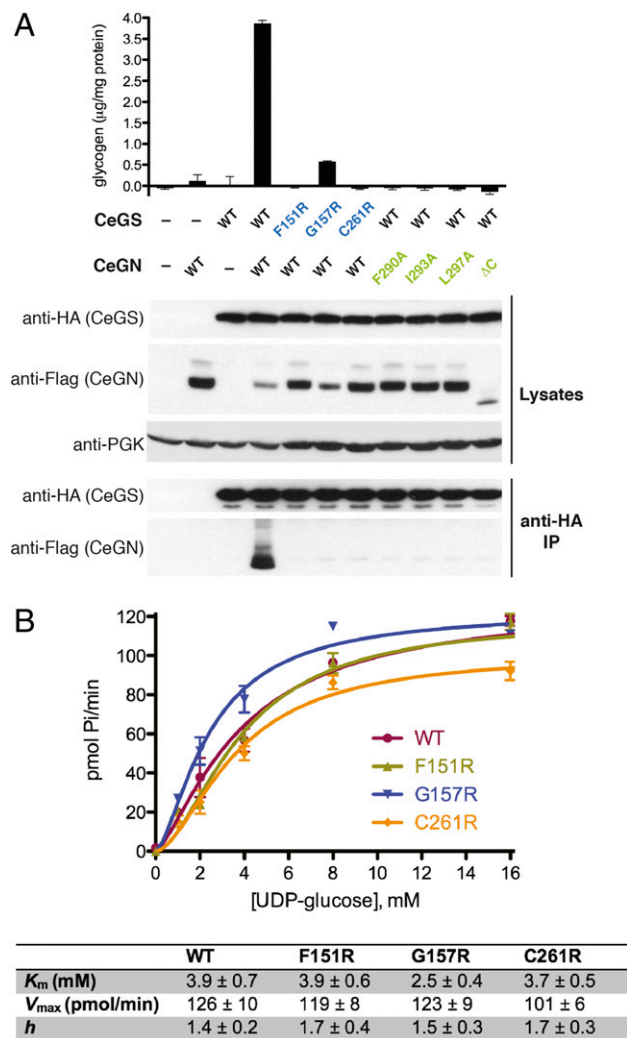 A
glycogen (μg/mg protein)
4.0
3.5
3.0
2.5
2.0
1.5
1.0
0.5
0.0
CeGS – – WT WT F151R G157R C261R WT WT WT WT
CeGN – WT – WT WT WT WT F290A I293A L297A ΔC
anti-HA (CeGS)
anti-Flag (CeGN)
Lysates
anti-PGK
anti-HA (CeGS)
anti-HA IP
anti-Flag (CeGN)
B
pmol Pi/min
120
100
80
60
40
20
0
WT
F151R
G157R
C261R
0 2 4 6 8 10 12 14 16
[UDP-glucose], mM
WT F151R G157R C261R
Km (mM) 3.9 ± 0.7 3.9 ± 0.6 2.5 ± 0.4 3.7 ± 0.5
Vmax (pmol/min) 126 ± 10 119 ± 8 123 ± 9 101 ± 6
h 1.4 ± 0.2 1.7 ± 0.4 1.5 ± 0.3 1.7 ± 0.3